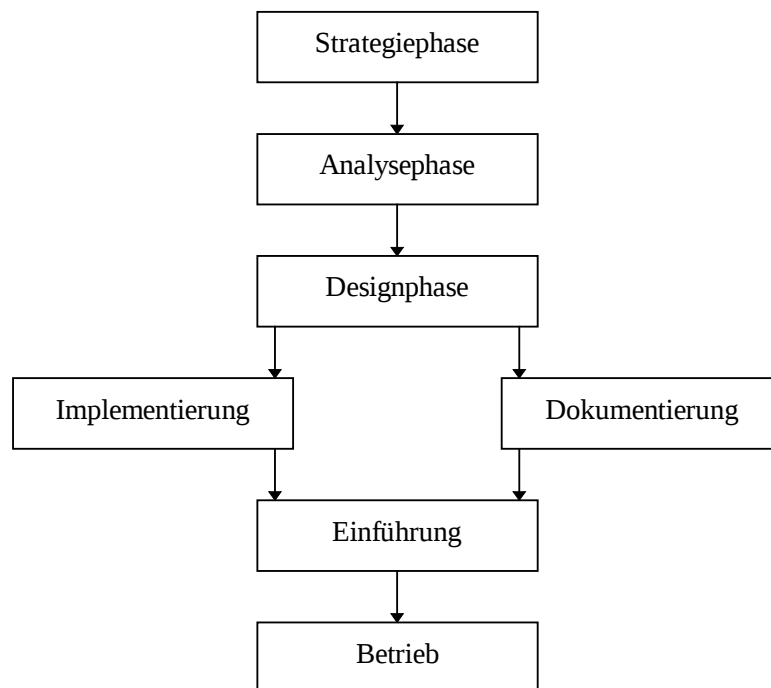 Strategiephase
Analysephase
Designphase
Implementierung
Dokumentierung
Einführung
Betrieb